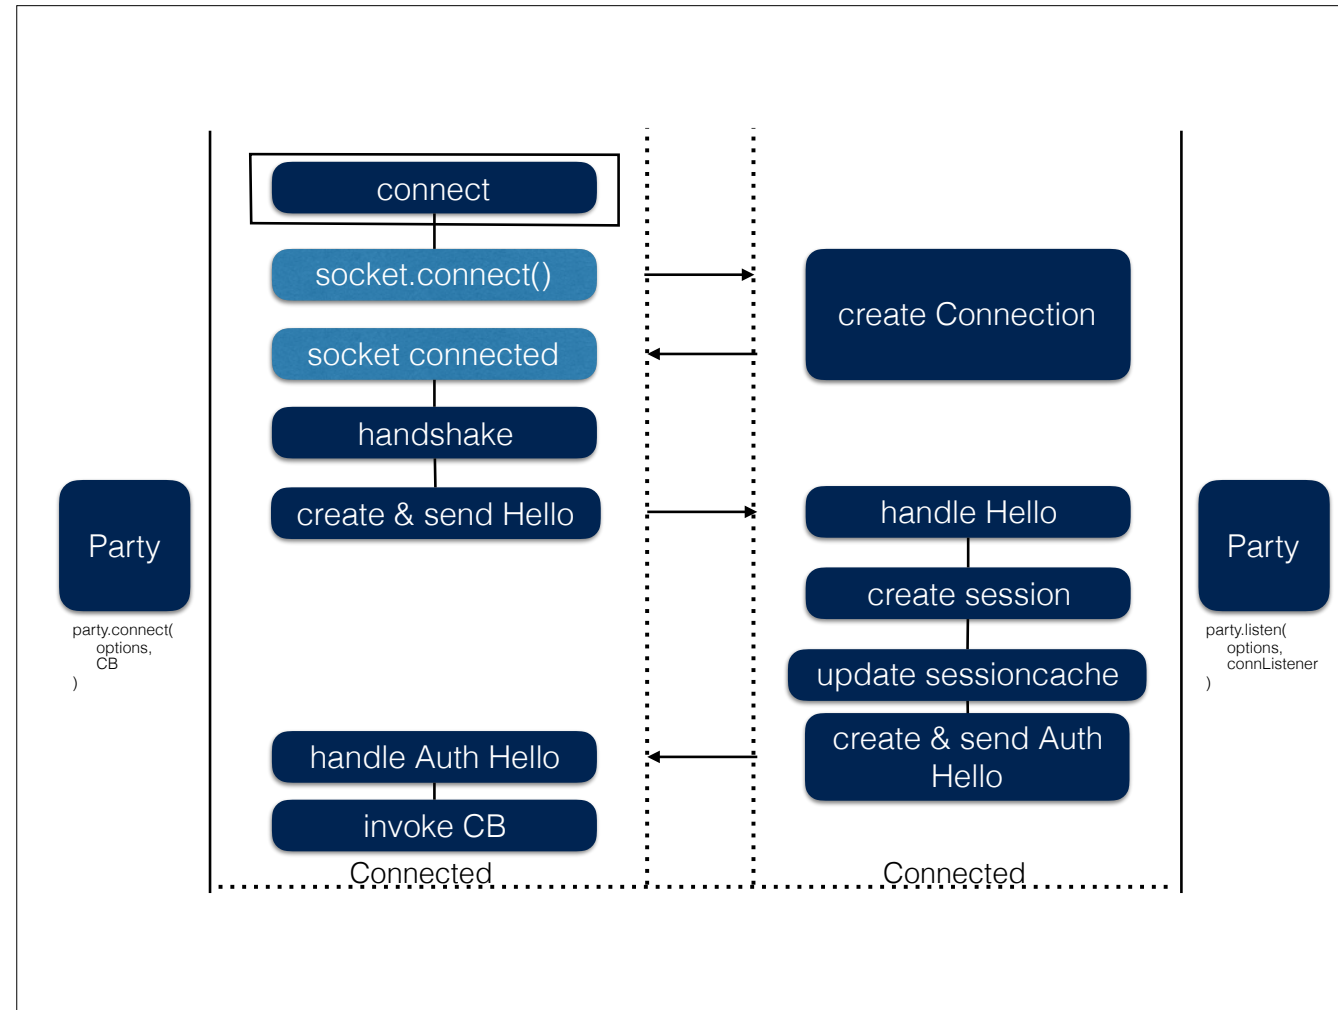 connect
socket.connect()
create Connection
socket connected
handshake
create & send Hello
handle Hello
Party
party.connect(
options,
CB
)
create session
Party
party.listen(
options,
connListener
)
update sessioncache
handle Auth Hello
create & send Auth
Hello
invoke CB
Connected
Connected